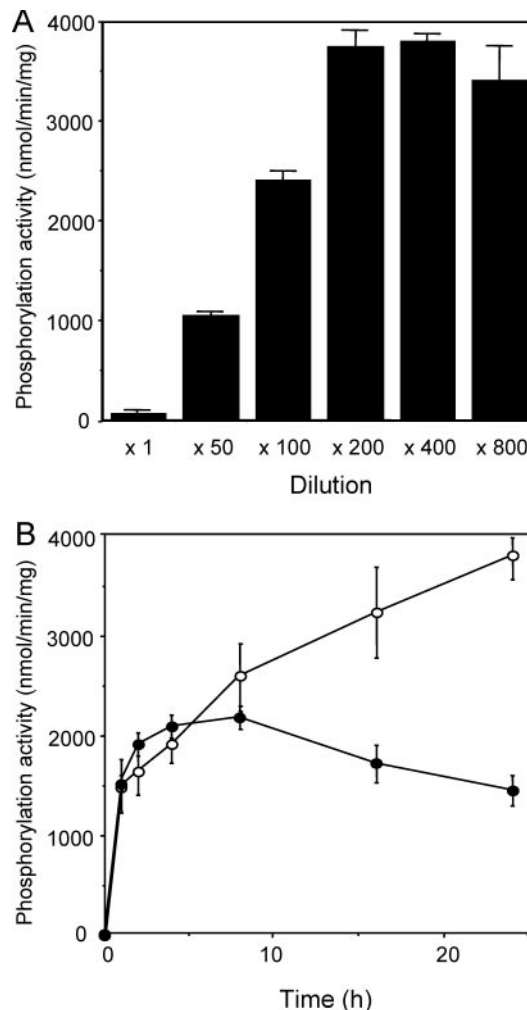 A
Phosphorylation activity (nmol/min/mg)
4000
3000
2000
1000
0
x 1 x 50 x 100 x 200 x 400 x 800
Dilution
B
Phosphorylation activity (nmol/min/mg)
4000
3000
2000
1000
0
0 10 20
Time (h)